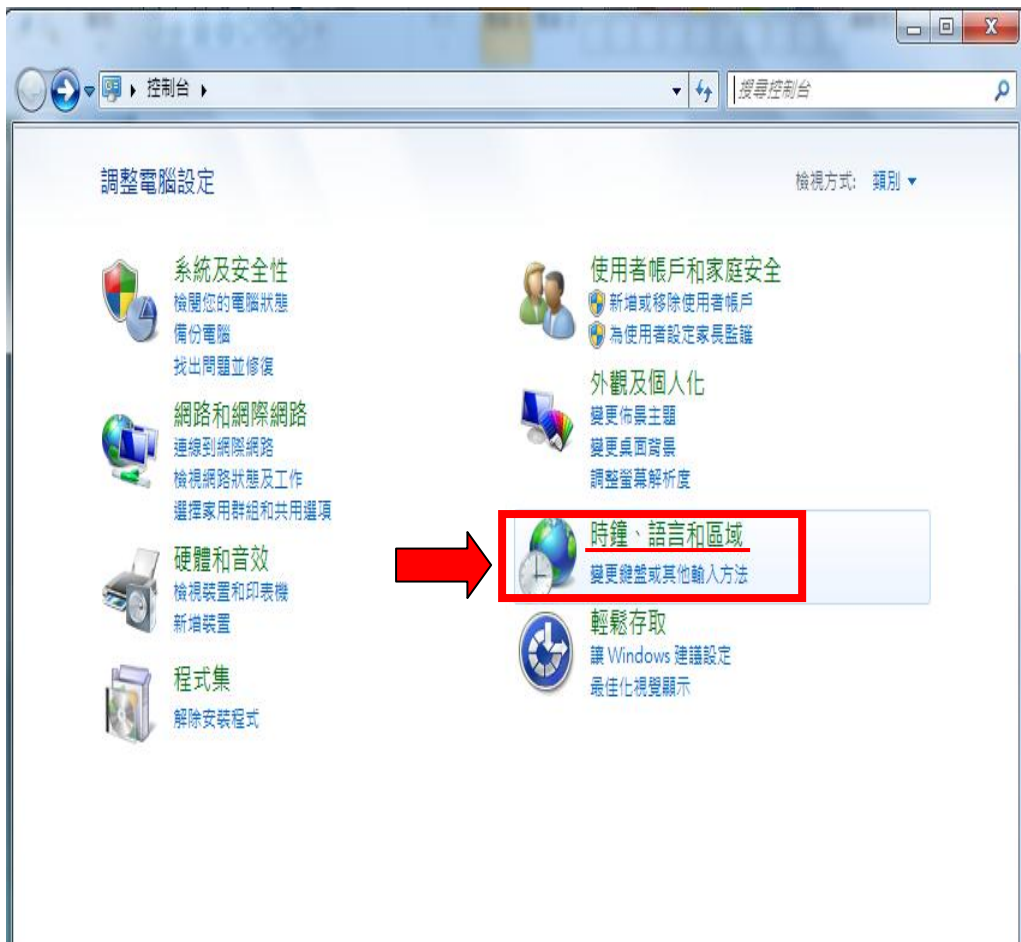 控制台
搜尋控制台
調整電腦設定
檢視方式: 類別
系統及安全性
檢閱您的電腦狀態
備份電腦
找出問題並修復
網路和網際網路
連線到網際網路
檢視網路狀態及工作
選擇家用群組和共用選項
硬體和音效
檢視裝置和印表機
新增裝置
程式集
解除安裝程式
使用者帳戶和家庭安全
新增或移除使用者帳戶
為使用者設定家長監護
外觀及個人化
變更佈景主題
變更桌面背景
調整螢幕解析度
時鐘、語言和區域
變更鍵盤或其他輸入方法
輕鬆存取
讓 Windows 建議設定
最佳化視覺顯示